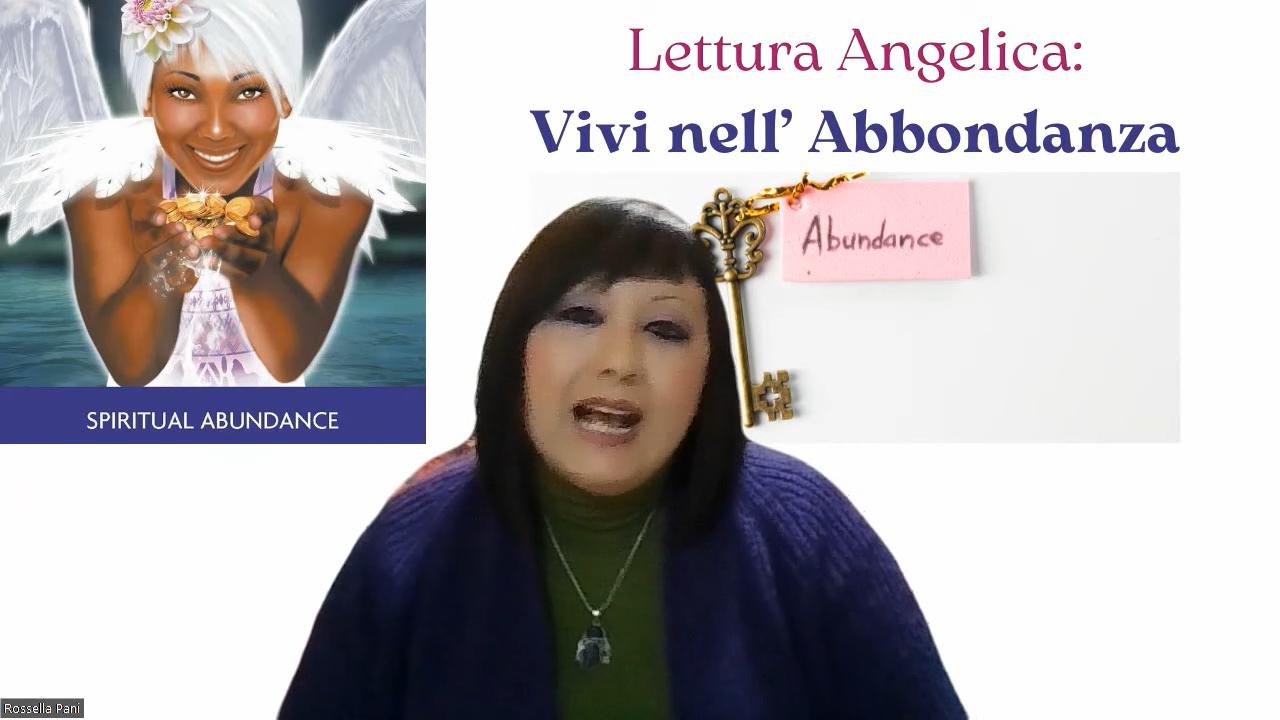 Lettura Angelica:
Vivi nell’ Abbondanza
Abundance
SPIRITUAL ABUNDANCE
Rossella Pani